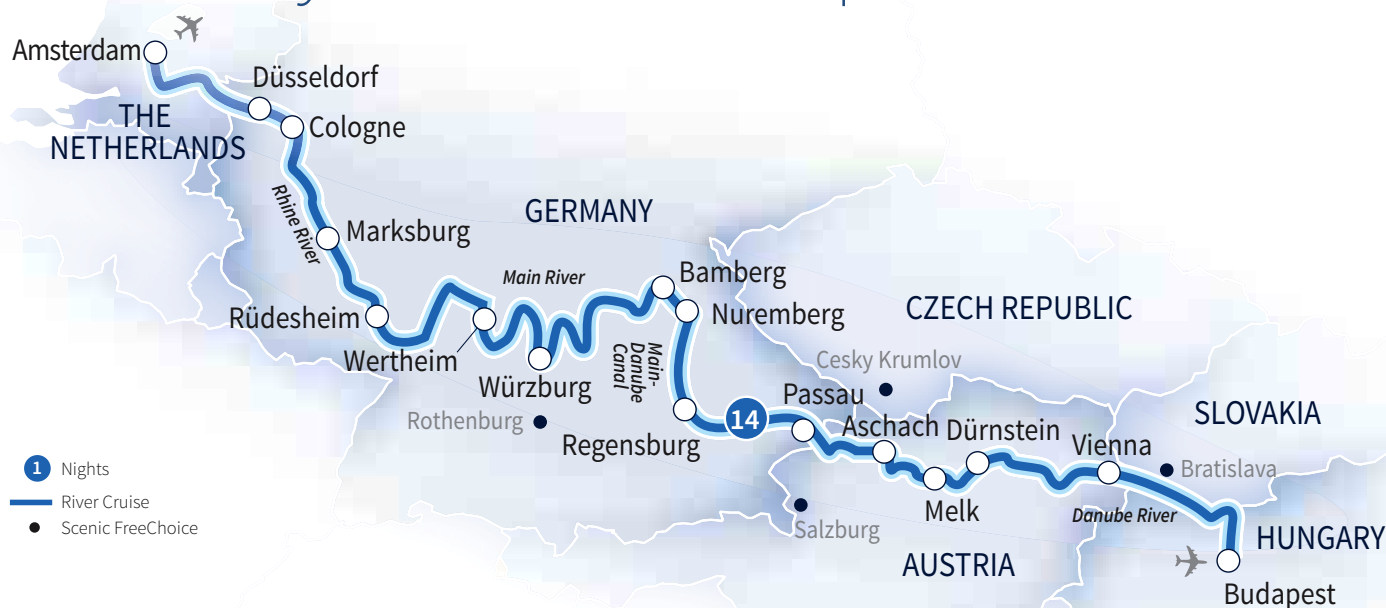 Amsterdam
Düsseldorf
THE
NETHERLANDS
Cologne
Rhine River
Marksburg
GERMANY
Main River
Bamberg
Nuremberg
CZECH REPUBLIC
Rüdesheim
Wertheim
Würzburg
Main-
Danube
Canal
Cesky Krumlov
Passau
Rothenburg
14
Regensburg
Aschach
Dürnstein
Vienna
SLOVAKIA
Bratislava
1 Nights
River Cruise
Scenic FreeChoice
Melk
Danube River
Salzburg
AUSTRIA
HUNGARY
Budapest